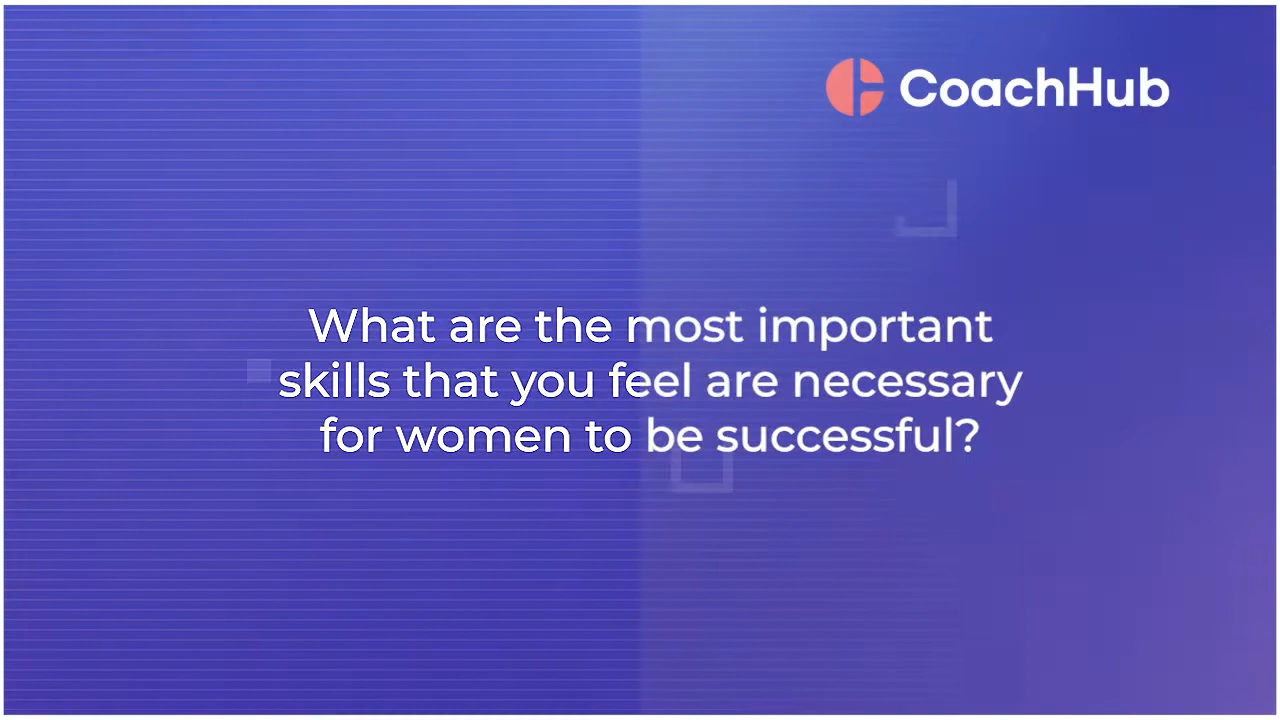 CoachHub
What are the most important
skills that you feel are necessary
for women to be successful?